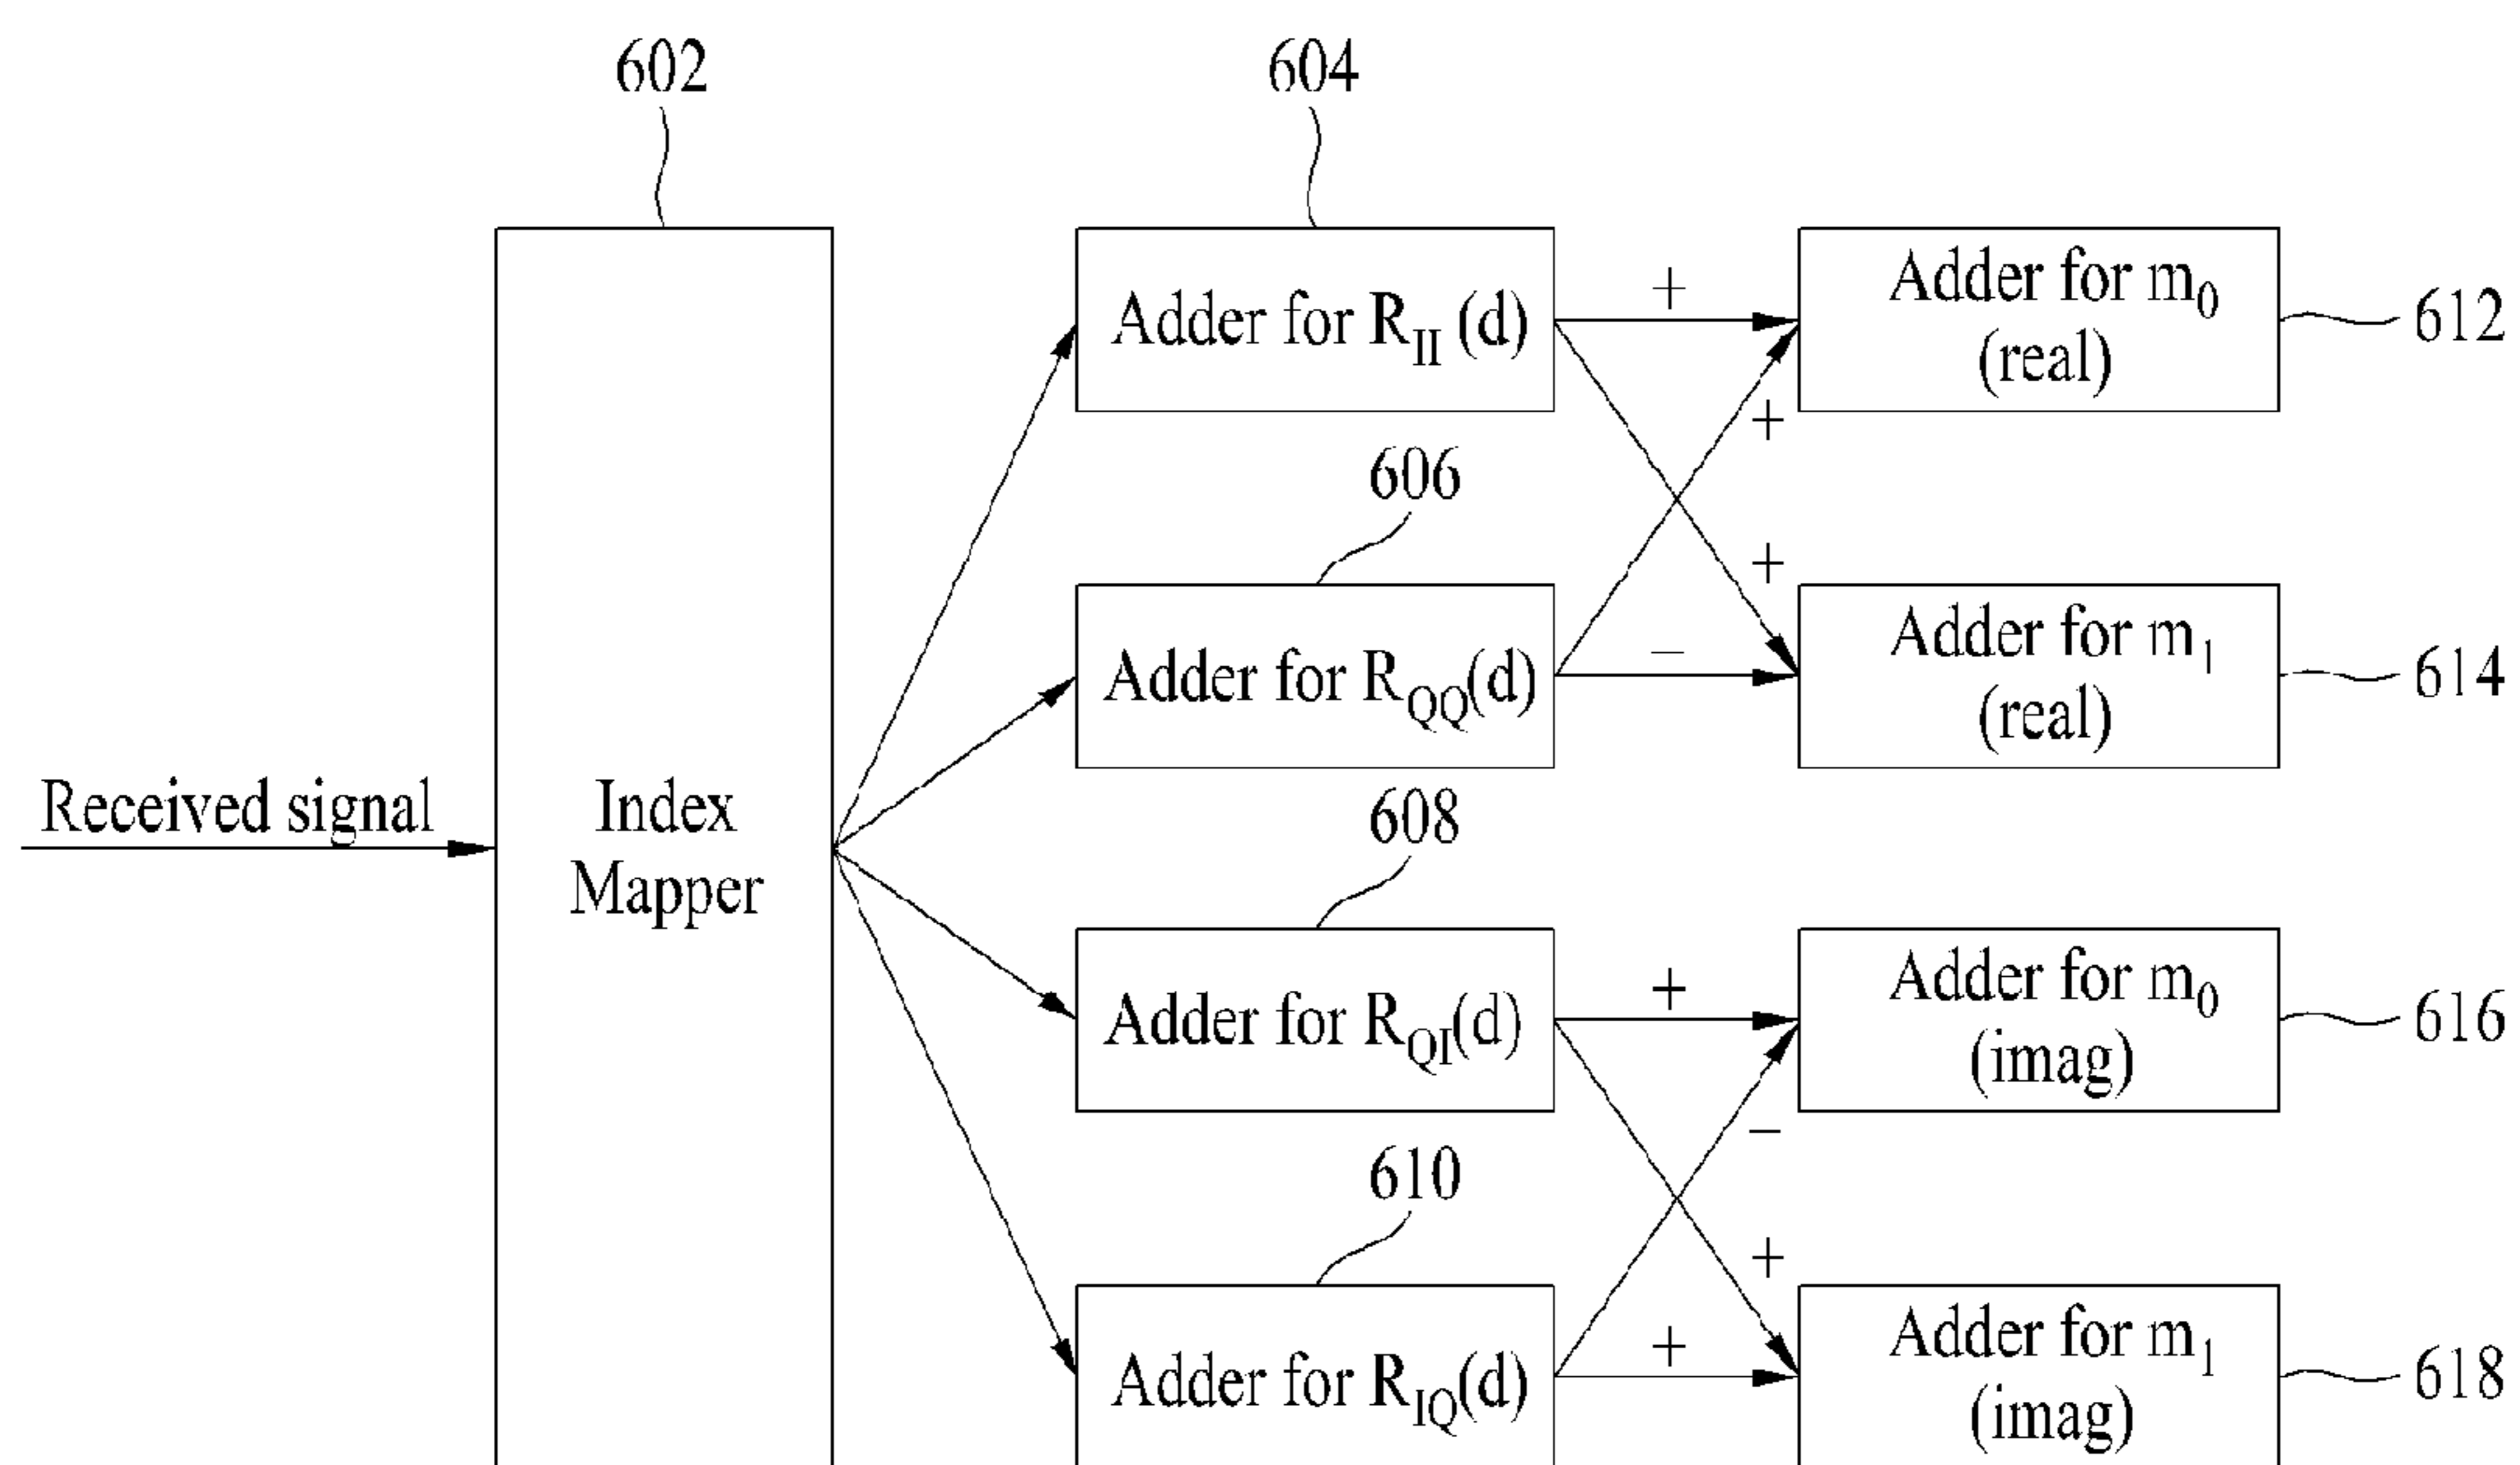 602
604
Adder for R_II (d)
+
Adder for m_0
(real)
612
+
606
+
Adder for R_QQ(d)
−
Adder for m_1
(real)
614
Received signal
Index
Mapper
608
Adder for R_QI(d)
+
Adder for m_0
(imag)
616
−
610
+
Adder for R_IQ(d)
+
Adder for m_1
(imag)
618